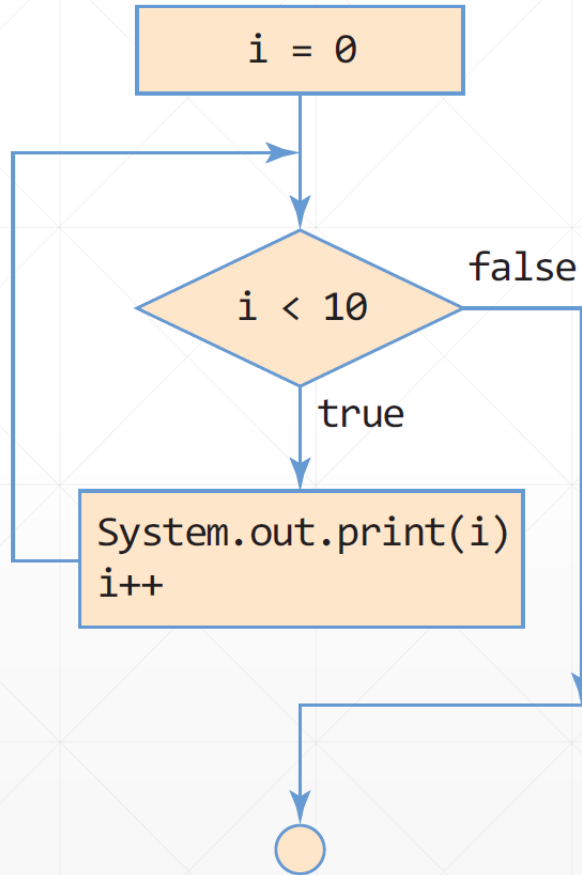 i = 0
i < 10
false
true
System.out.print(i)
i++